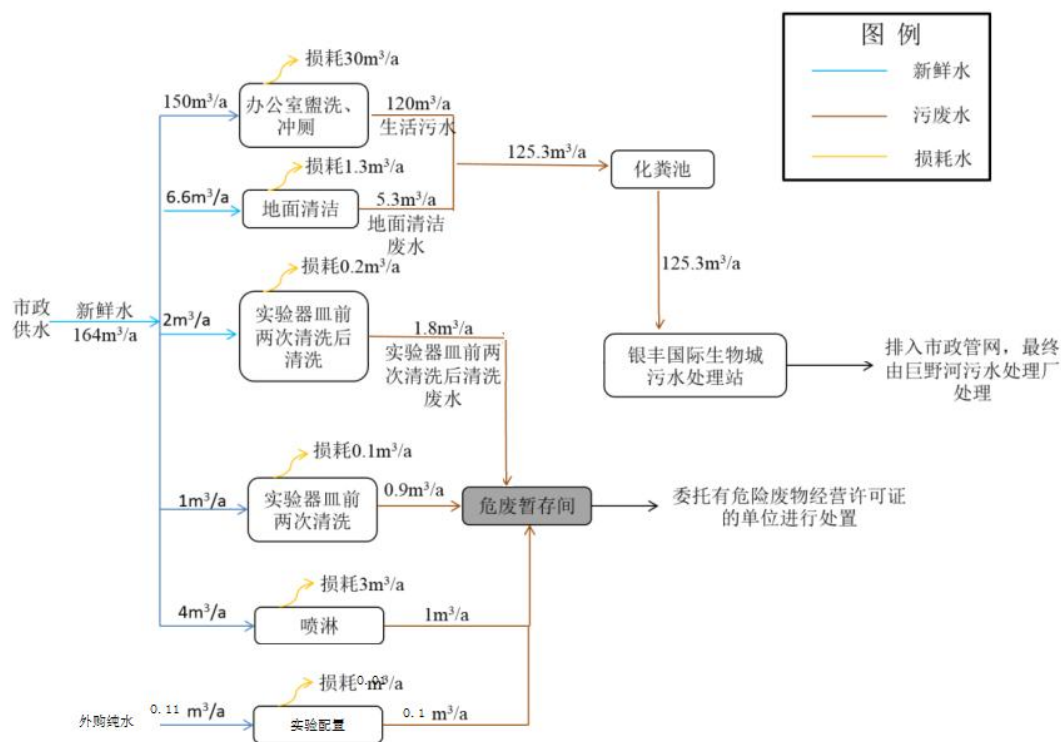 图 例
新鲜水
污废水
损耗水
损耗30m³/a
150m³/a
办公室盥洗、
冲厕
120m³/a
生活污水
损耗1.3m³/a
6.6m³/a
地面清洁
5.3m³/a
地面清洁
废水
125.3m³/a
化粪池
125.3m³/a
损耗0.2m³/a
市政
供水
新鲜水
164m³/a
2m³/a
实验器皿前
两次清洗后
清洗
1.8m³/a
实验器皿前两
次清洗后清洗
废水
银丰国际生物城
污水处理站
排入市政管网，最终
由巨野河污水处理厂
处理
损耗0.1m³/a
1m³/a
实验器皿前
两次清洗
0.9m³/a
危废暂存间
委托有危险废物经营许可证
的单位进行处置
损耗3m³/a
4m³/a
喷淋
1m³/a
损耗 m³/a
外购纯水
0.11 m³/a
实验配置
0.1 m³/a